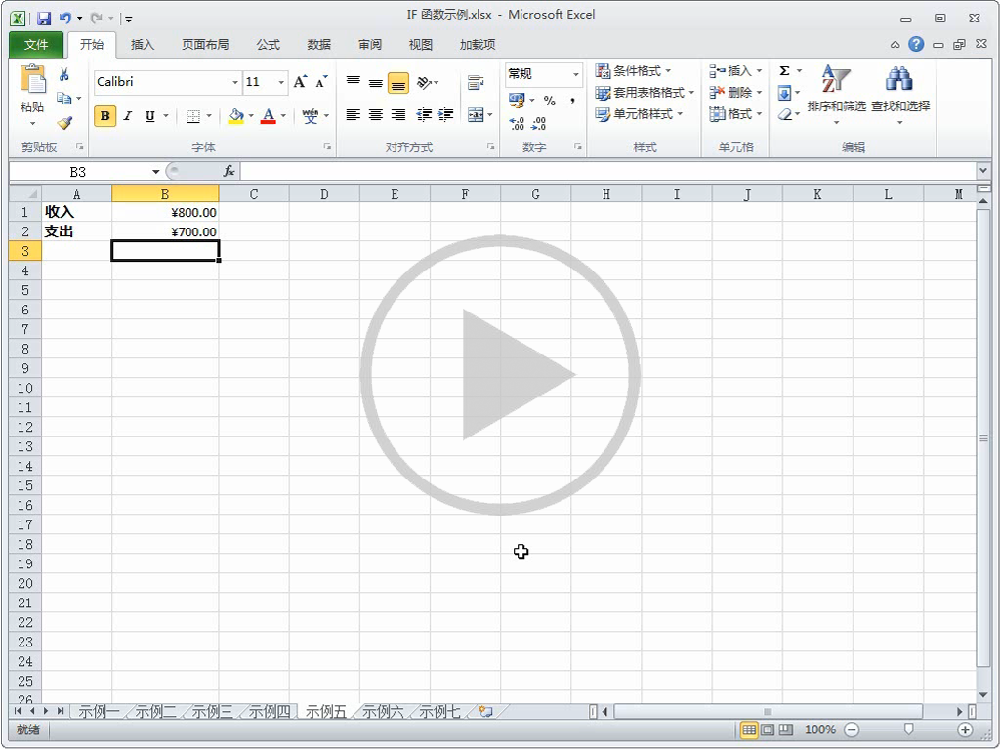 IF 函数示例.xlsx - Microsoft Excel
文件 开始 插入 页面布局 公式 数据 审阅 视图 加载项
Calibri 11 A A 常规 条件格式 插入 Σ
粘贴 % , 套用表格格式 删除 排序和筛选 查找和选择
B I U A wén 文 .00 .00 单元格样式 格式
剪贴板 字体 对齐方式 数字 样式 单元格 编辑
B3 fx
A B C D E F G H I J K L M
1 收入 ¥800.00
2 支出 ¥700.00
3
4
5
6
7
8
9
10
11
12
13
14
15
16
17
18
19
20
21
22
23
24
25
26
示例一 示例二 示例三 示例四 示例五 示例六 示例七
就绪 100%